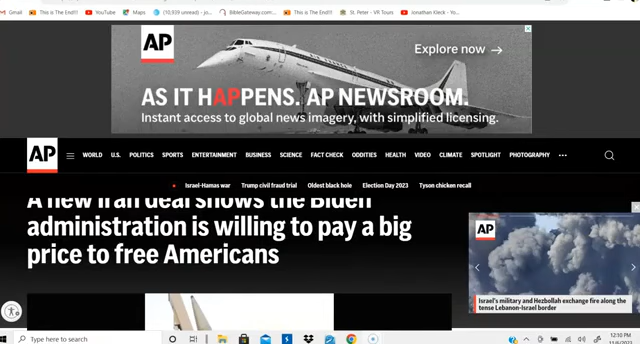 Gmail This is The End!!! YouTube Maps (10,939 unread) - jo... BibleGateway.com:... This is The End!!! St. Peter - VR Tours Jonathan Kleck - Yo...
AP
Explore now →
AS IT HAPPENS. AP NEWSROOM.
Instant access to global news imagery, with simplified licensing.
AP
WORLD U.S. POLITICS SPORTS ENTERTAINMENT BUSINESS SCIENCE FACT CHECK ODDITIES HEALTH VIDEO CLIMATE SPOTLIGHT PHOTOGRAPHY •••
Israel-Hamas war Trump civil fraud trial Oldest black hole Election Day 2023 Tyson chicken recall
A new Iran deal shows the Biden
administration is willing to pay a big
price to free Americans
AP
Israel's military and Hezbollah exchange fire along the
tense Lebanon-Israel border
Type here to search
12:10 PM